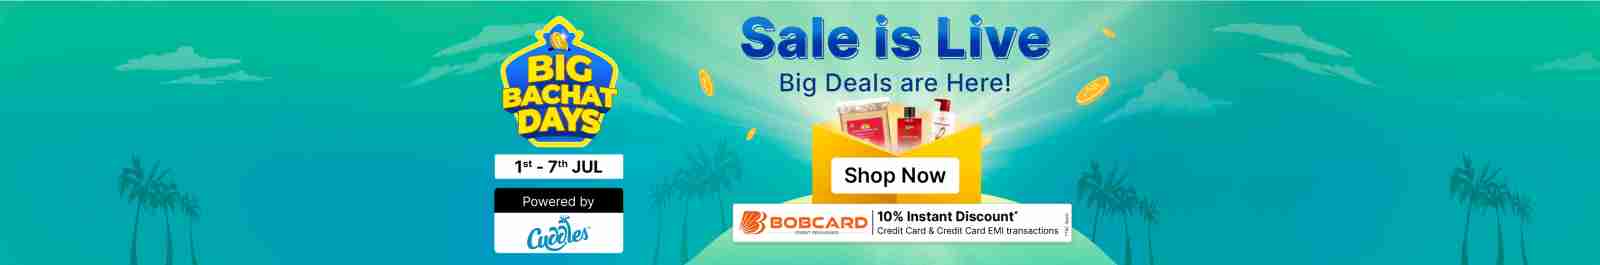 BIG
BACHAT
DAYS
1st - 7th JUL
Powered by
Cuddles
Sale is Live
Big Deals are Here!
Shop Now
BOBCARD
10% Instant Discount*
Credit Card & Credit Card EMI transactions